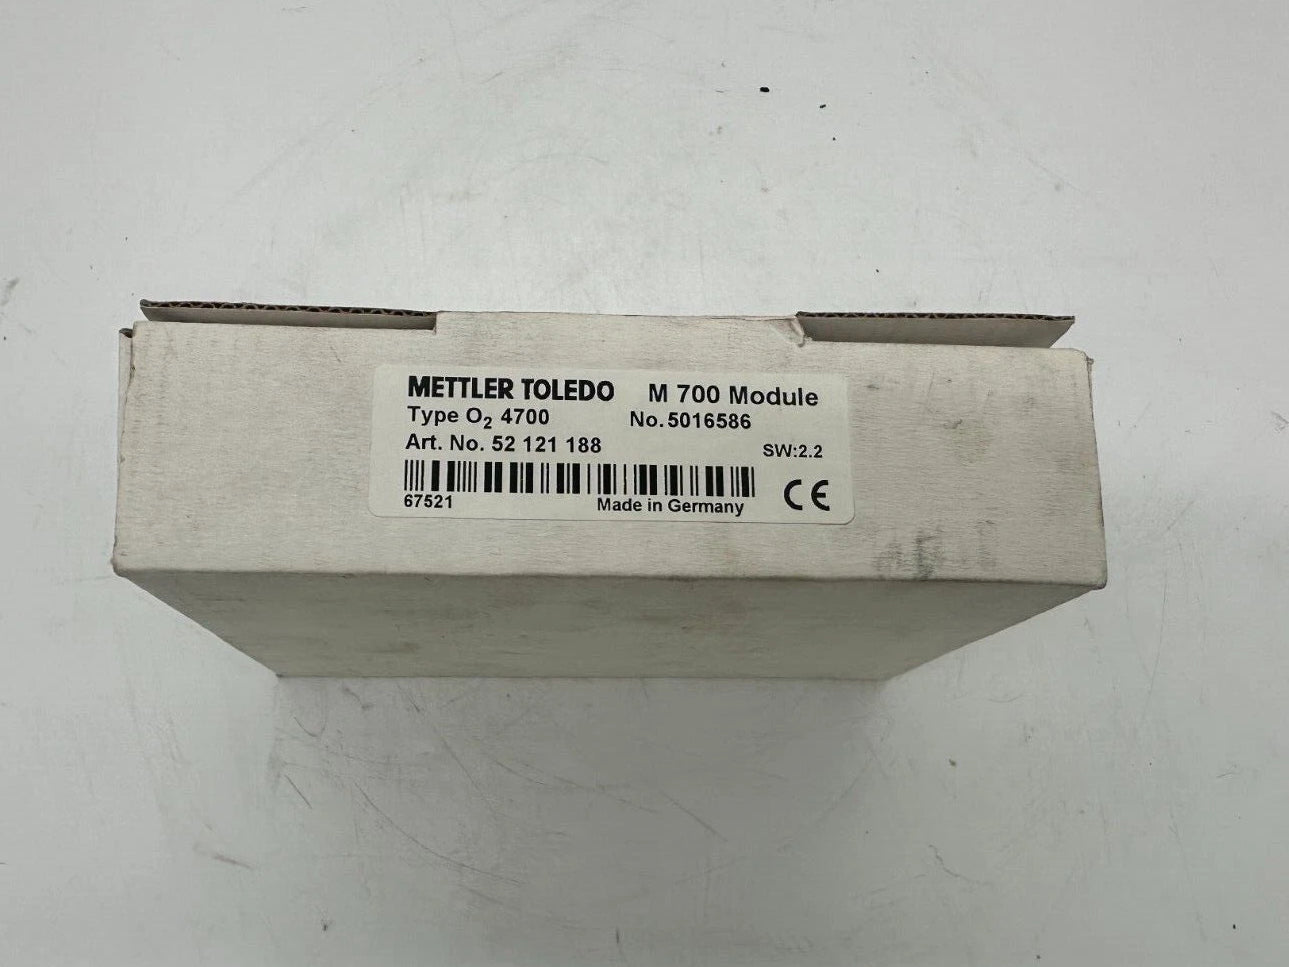 METTLER TOLEDO M 700 Module
Type O₂ 4700 No. 5016586
Art. No. 52 121 188 SW:2.2
67521 Made in Germany CE